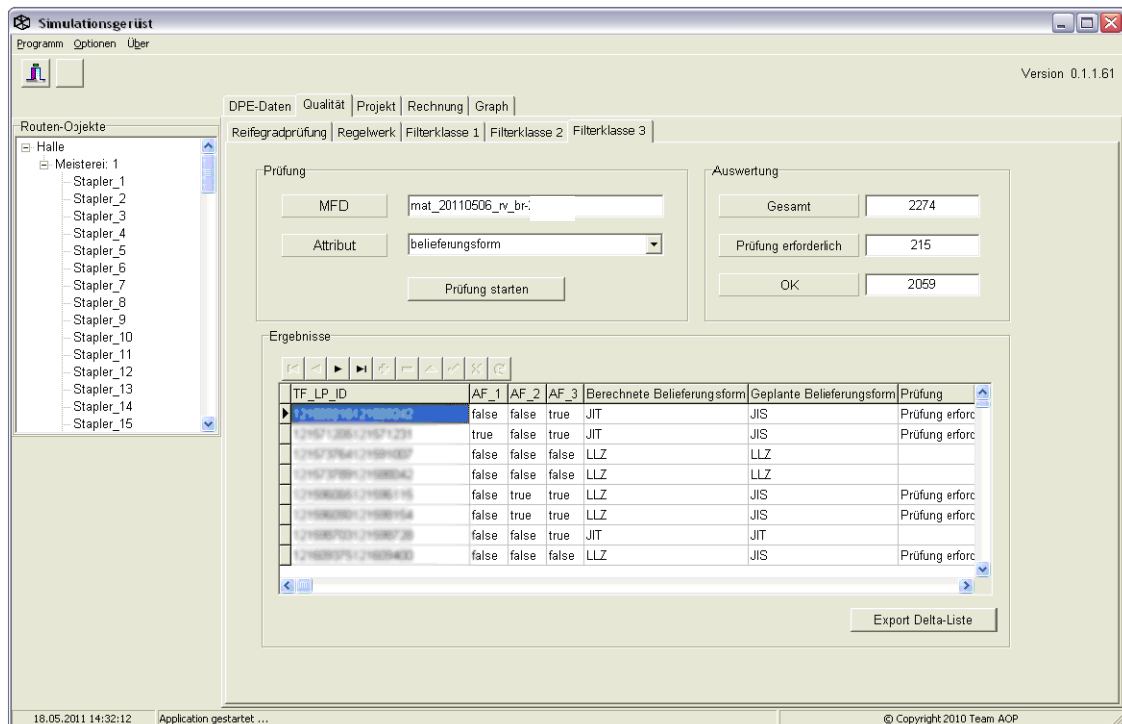 Simulationsgerüst
Programm Optionen Über
Version 0.1.1.61
DPE-Daten Qualität Projekt Rechnung Graph
Reifegradprüfung Regelwerk Filterklasse 1 Filterklasse 2 Filterklasse 3
Routen-Objekte
Halle
Meisterei: 1
Stapler_1
Stapler_2
Stapler_3
Stapler_4
Stapler_5
Stapler_6
Stapler_7
Stapler_8
Stapler_9
Stapler_10
Stapler_11
Stapler_12
Stapler_13
Stapler_14
Stapler_15
Prüfung
MFD mat_20110506_rv_br-
Attribut belieferungsform
Prüfung starten
Auswertung
Gesamt 2274
Prüfung erforderlich 215
OK 2059
Ergebnisse
TF_LP_ID AF_1 AF_2 AF_3 Berechnete Belieferungsform Geplante Belieferungsform Prüfung
false false true JIT JIS Prüfung erforc
true false true JIT JIS Prüfung erforc
false false false LLZ LLZ
false false false LLZ LLZ
false true true LLZ JIS Prüfung erforc
false true true LLZ JIS Prüfung erforc
false false true JIT JIT
false false false LLZ JIS Prüfung erforc
Export Delta-Liste
18.05.2011 14:32:12 Application gestartet ... © Copyright 2010 Team AOP